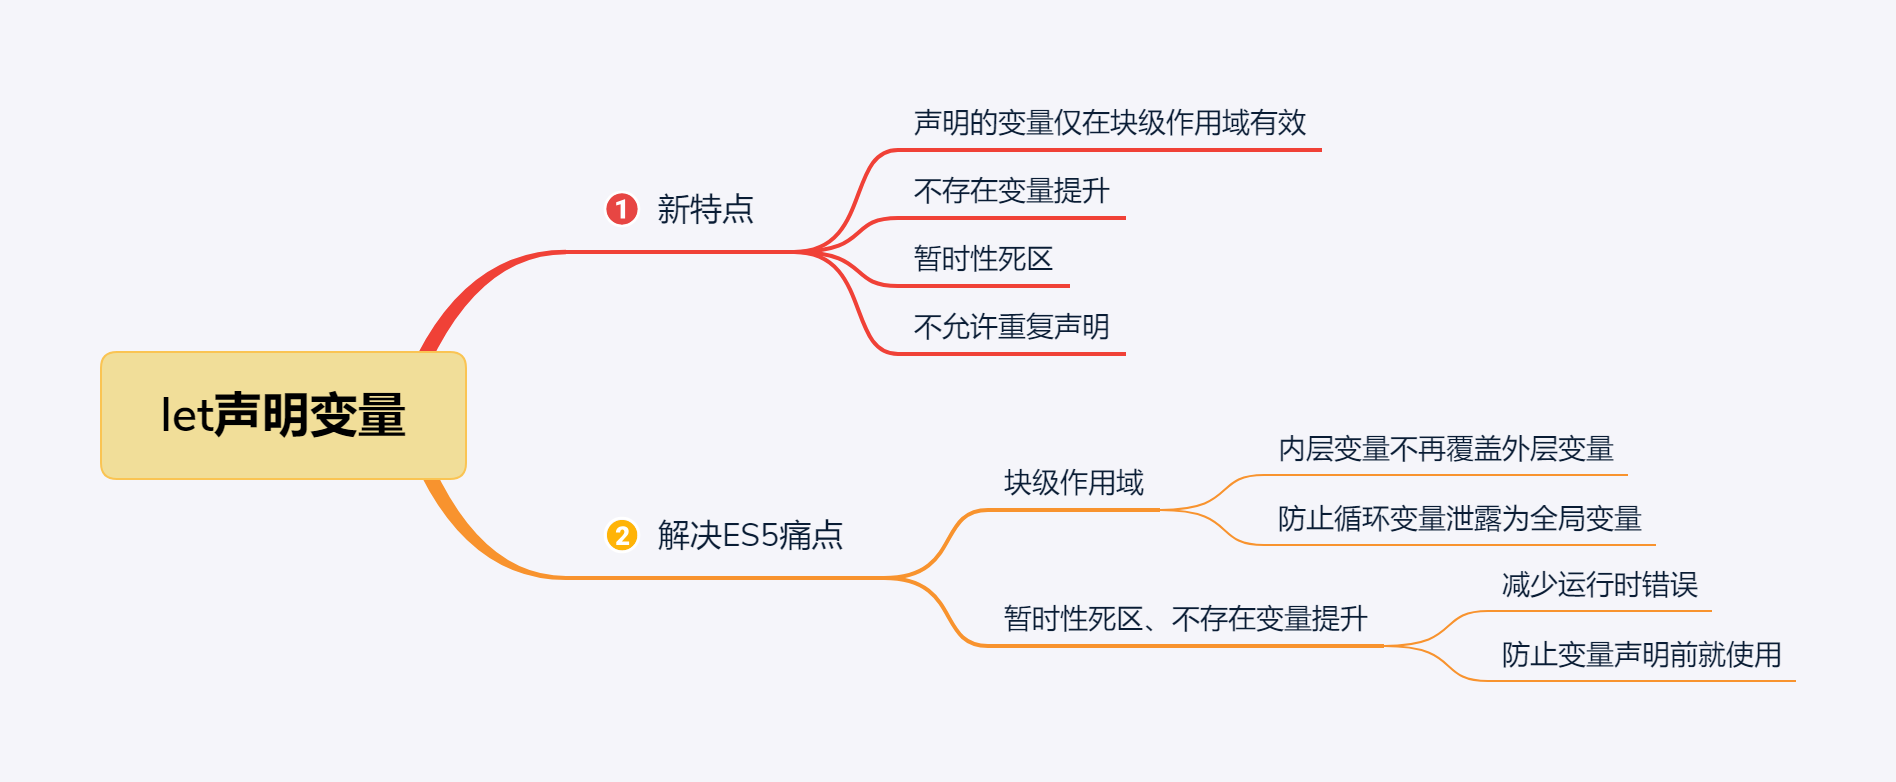 let声明变量
1 新特点
声明的变量仅在块级作用域有效
不存在变量提升
暂时性死区
不允许重复声明
2 解决ES5痛点
块级作用域
内层变量不再覆盖外层变量
防止循环变量泄露为全局变量
暂时性死区、不存在变量提升
减少运行时错误
防止变量声明前就使用